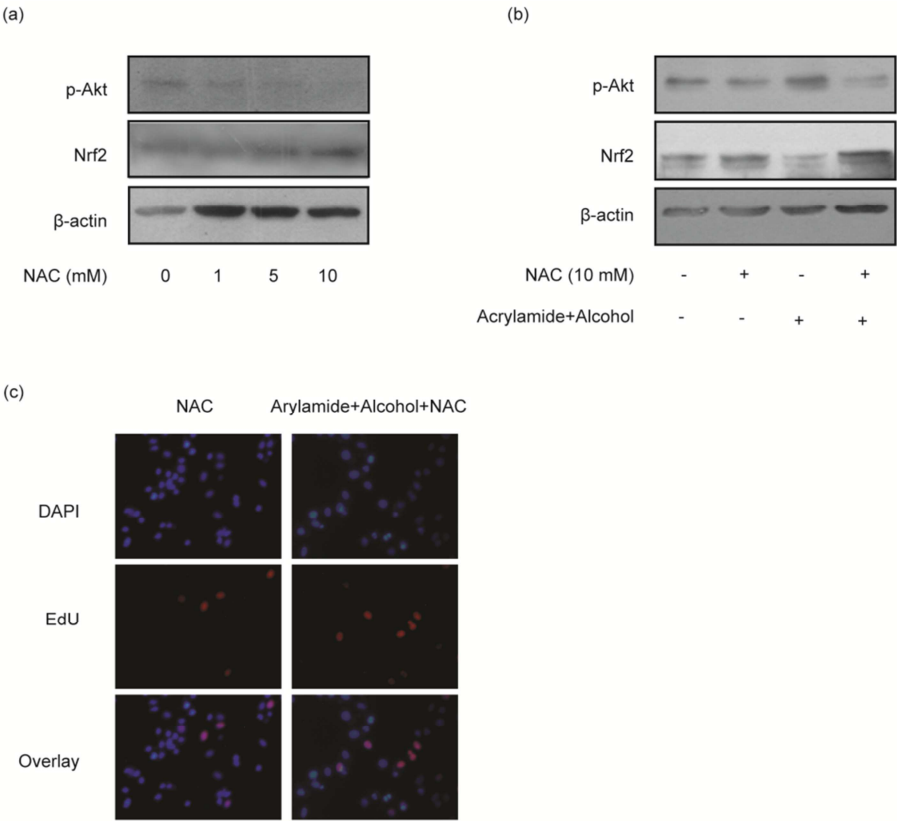 (a)
p-Akt
Nrf2
β-actin
NAC (mM) 0 1 5 10
(b)
p-Akt
Nrf2
β-actin
NAC (10 mM) - + - +
Acrylamide+Alcohol - - + +
(c)
NAC Arylamide+Alcohol+NAC
DAPI
EdU
Overlay